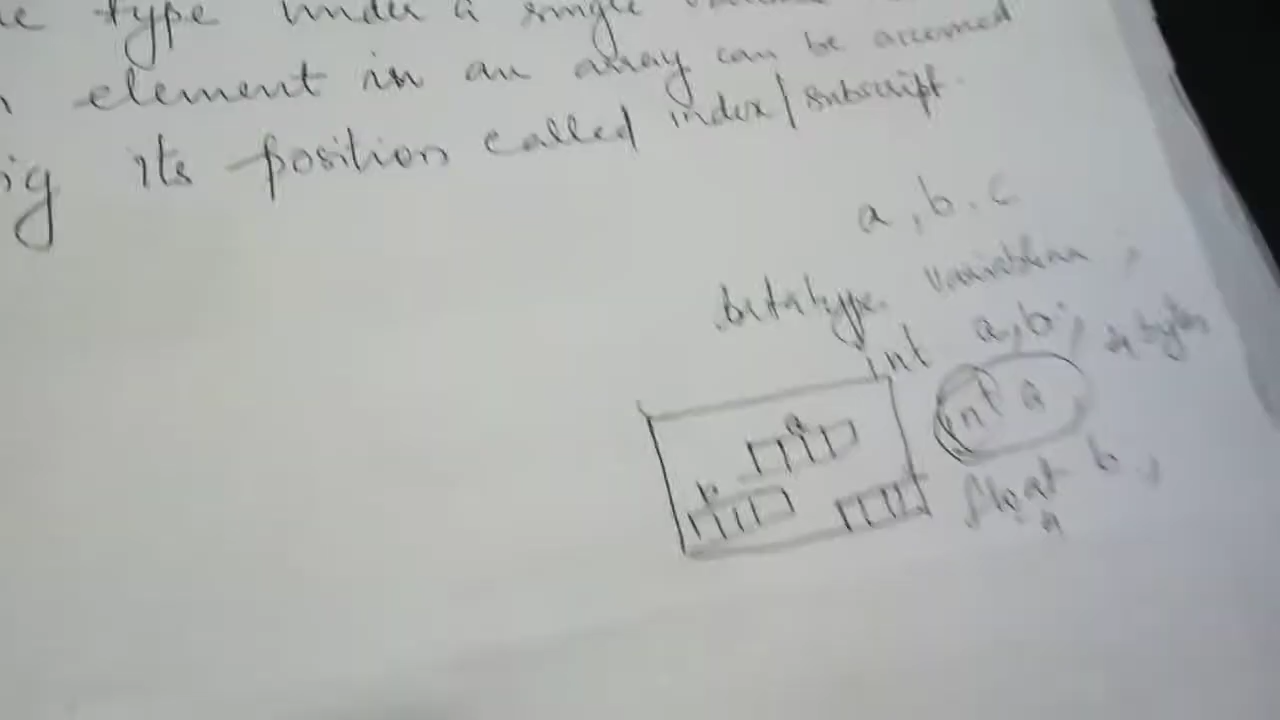 type under a single
element in an array can be accessed
its position called index/subscript.
a, b, c
datatype variables ;
int a, b ;
int a
float b ;